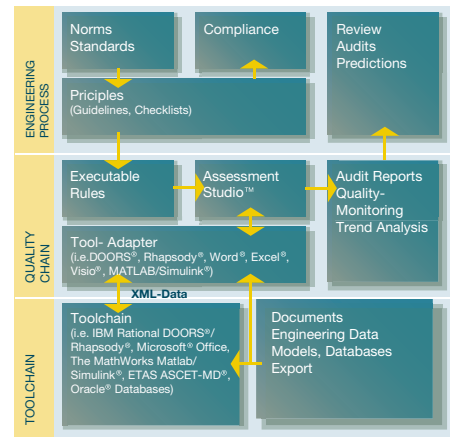 ENGINEERING
PROCESS
Norms
Standards
Compliance
Review
Audits
Predictions
Priciples
(Guidelines, Checklists)
QUALITY
CHAIN
Executable
Rules
Assessment
Studio™
Audit Reports
Quality-
Monitoring
Trend Analysis
Tool- Adapter
(i.e.DOORS®, Rhapsody®, Word®, Excel®,
Visio®, MATLAB/Simulink®)
XML-Data
TOOLCHAIN
Toolchain
(i.e. IBM Rational DOORS®/
Rhapsody®, Microsoft® Office,
The MathWorks Matlab/
Simulink®, ETAS ASCET-MD®,
Oracle® Databases)
Documents
Engineering Data
Models, Databases
Export